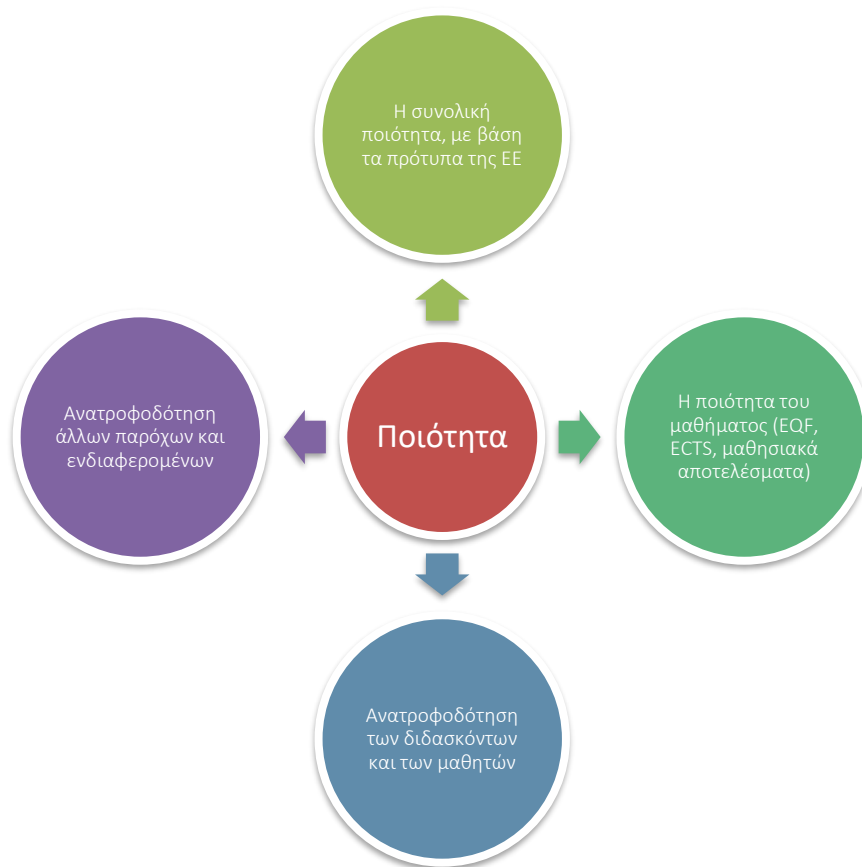 Η συνολική
ποιότητα, με βάση
τα πρότυπα της ΕΕ
Ανατροφοδότηση
άλλων παρόχων και
ενδιαφερομένων
Ποιότητα
Η ποιότητα του
μαθήματος (EQF,
ECTS, μαθησιακά
αποτελέσματα)
Ανατροφοδότηση
των διδασκόντων
και των μαθητών